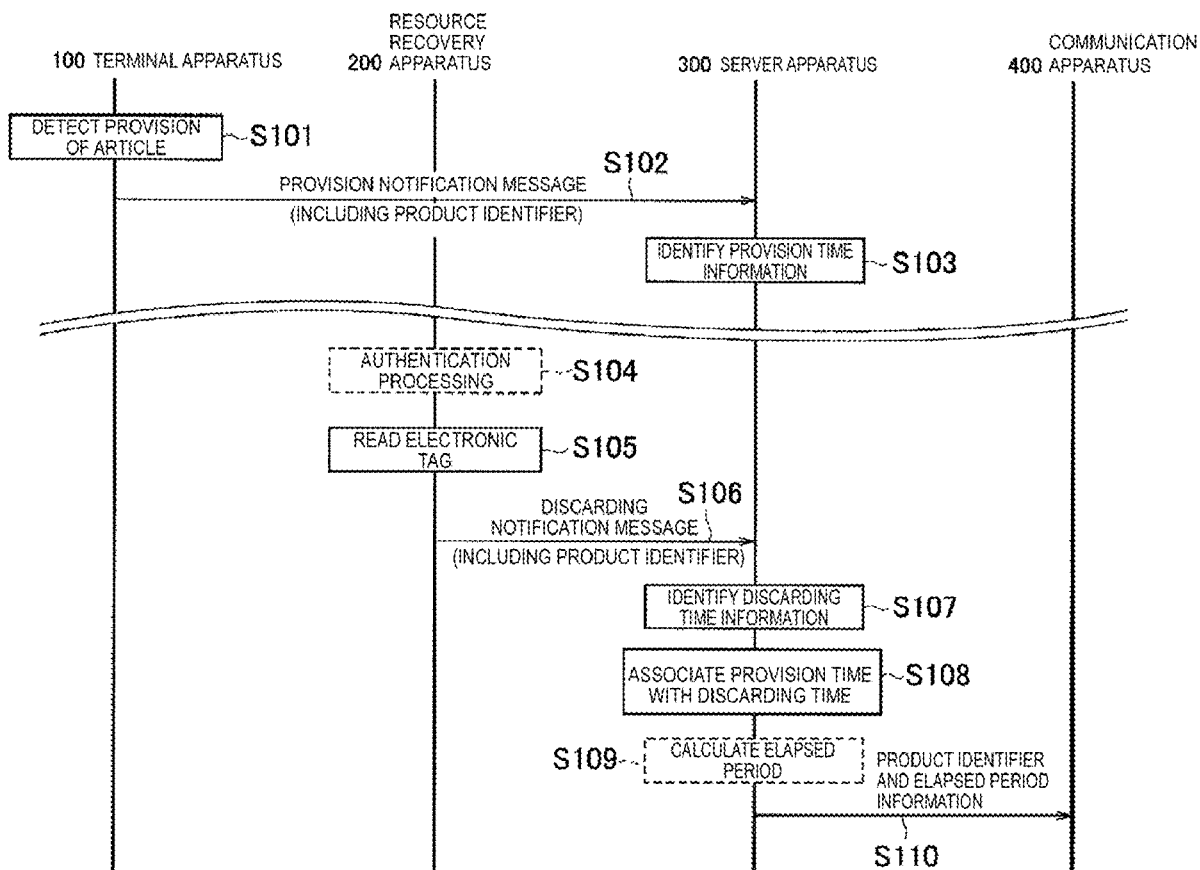 100 TERMINAL APPARATUS
RESOURCE
RECOVERY
200 APPARATUS
300 SERVER APPARATUS
COMMUNICATION
400 APPARATUS
DETECT PROVISION
OF ARTICLE
S101
S102
PROVISION NOTIFICATION MESSAGE
(INCLUDING PRODUCT IDENTIFIER)
IDENTIFY PROVISION TIME
INFORMATION
S103
AUTHENTICATION
PROCESSING
S104
READ ELECTRONIC
TAG
S105
S106
DISCARDING
NOTIFICATION MESSAGE
(INCLUDING PRODUCT IDENTIFIER)
IDENTIFY DISCARDING
TIME INFORMATION
S107
ASSOCIATE PROVISION TIME
WITH DISCARDING TIME
S108
S109
CALCULATE ELAPSED
PERIOD
PRODUCT IDENTIFIER
AND ELAPSED PERIOD
INFORMATION
S110